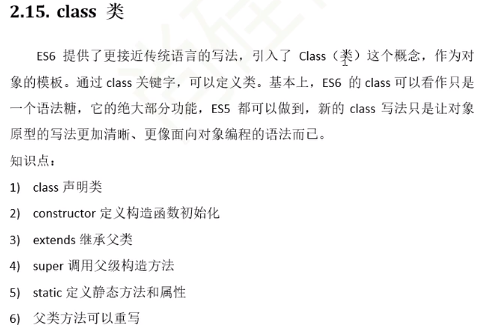 2.15. class 类
ES6 提供了更接近传统语言的写法，引入了 Class（类）这个概念，作为对
象的模板。通过 class 关键字，可以定义类。基本上，ES6 的 class 可以看作只是
一个语法糖，它的绝大部分功能，ES5 都可以做到，新的 class 写法只是让对象
原型的写法更加清晰、更像面向对象编程的语法而已。
知识点：
1) class 声明类
2) constructor 定义构造函数初始化
3) extends 继承父类
4) super 调用父级构造方法
5) static 定义静态方法和属性
6) 父类方法可以重写